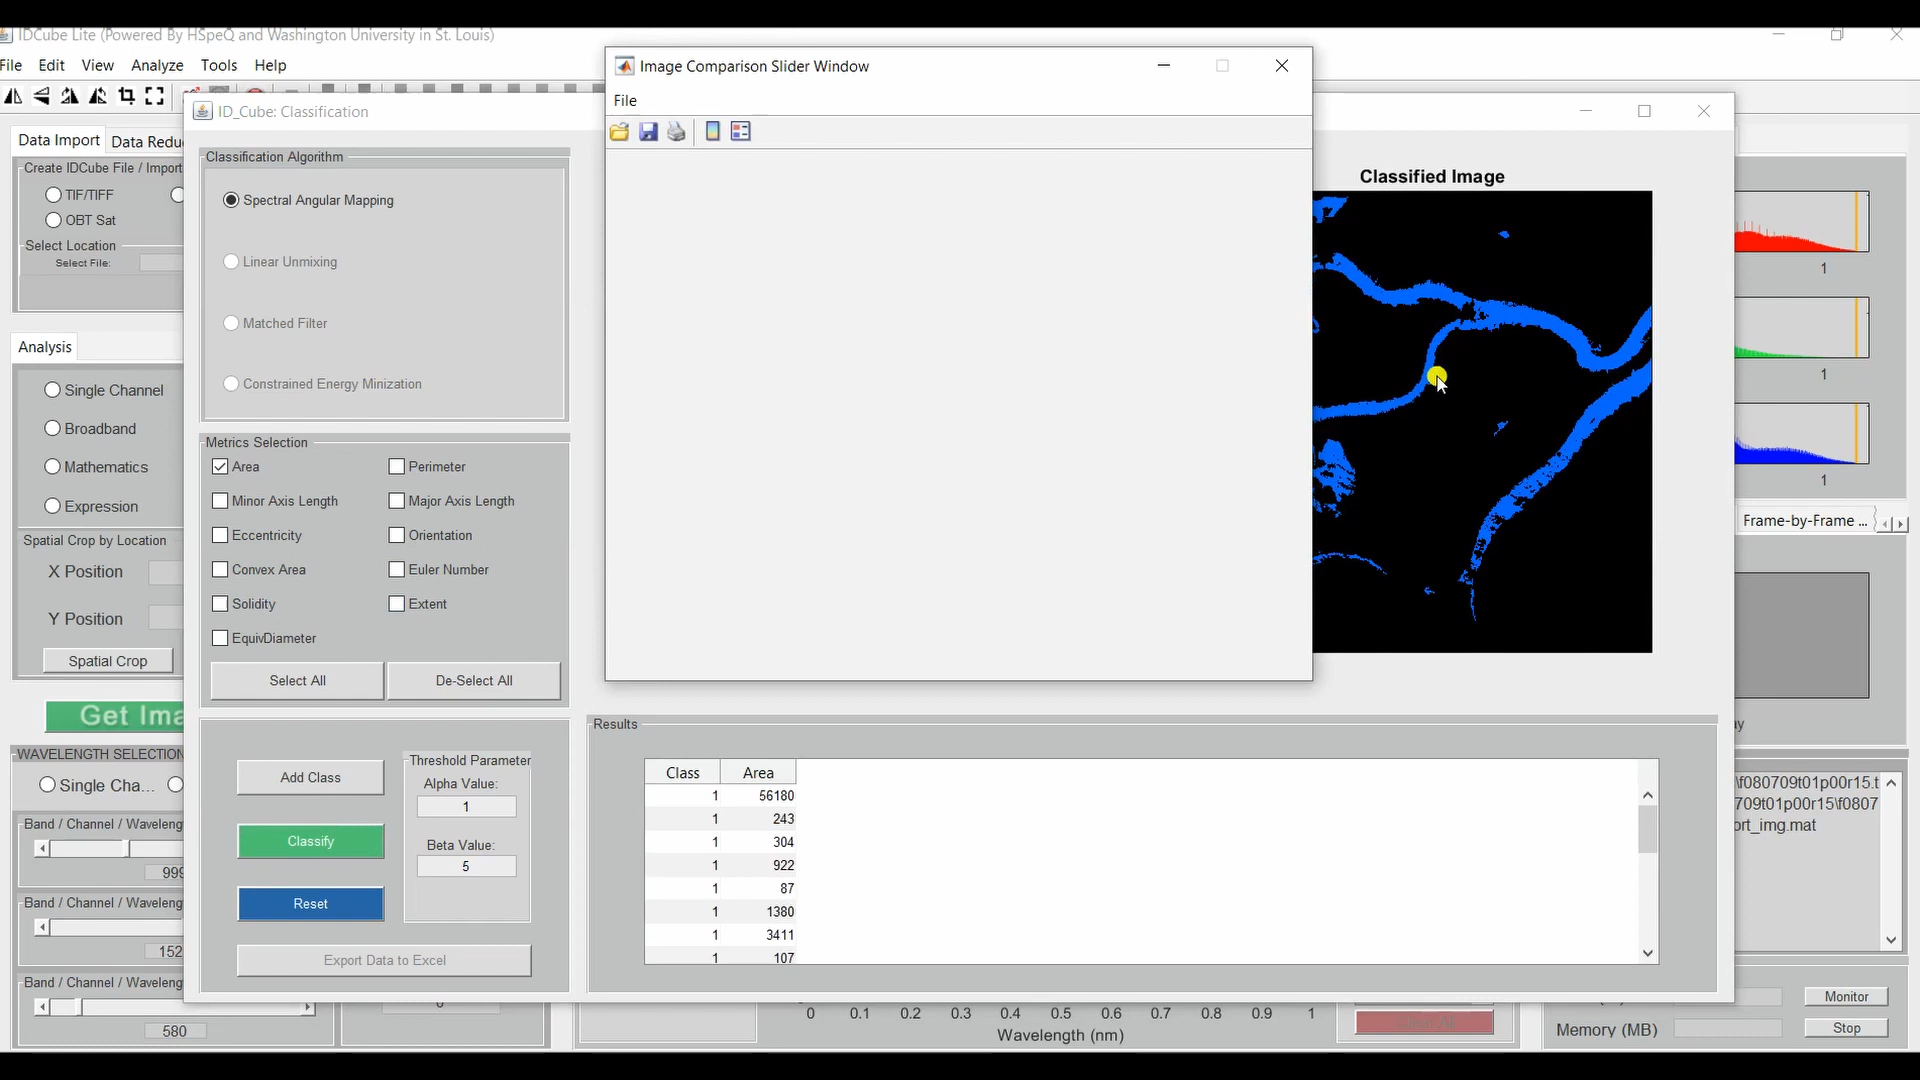 IDCube Lite (Powered By HSpeQ and Washington University in St. Louis)
File Edit View Analyze Tools Help
Image Comparison Slider Window
File
ID_Cube: Classification
Data Import
Create IDCube File / Import
TIF/TIFF
OBT Sat
Select Location
Select File:
Analysis
Single Channel
Broadband
Mathematics
Expression
Spatial Crop by Location
X Position
Y Position
Spatial Crop
Get
WAVELENGTH SELECTION
Single Cha...
Band / Channel /
999
Band / Channel /
152
Band / Channel /
580
Classification Algorithm
Spectral Angular Mapping
Linear Unmixing
Matched Filter
Constrained Energy Minization
Metrics Selection
Area Perimeter
Minor Axis Length Major Axis Length
Eccentricity Orientation
Convex Area Euler Number
Solidity Extent
EquivDiameter
Select All De-Select All
Add Class
Classify
Reset
Export Data to Excel
Threshold Parameter
Alpha Value:
1
Beta Value:
5
Classified Image
Results
Class Area
1 56180
1 243
1 304
1 922
1 87
1 1380
1 3411
1 107
0 0.1 0.2 0.3 0.4 0.5 0.6 0.7 0.8 0.9 1
Wavelength (nm)
1
1
1
Frame-by-Frame ...
\f080709t01p00r15.t
709t01p00r15\f0807
ort_img.mat
Monitor
Memory (MB)
Stop